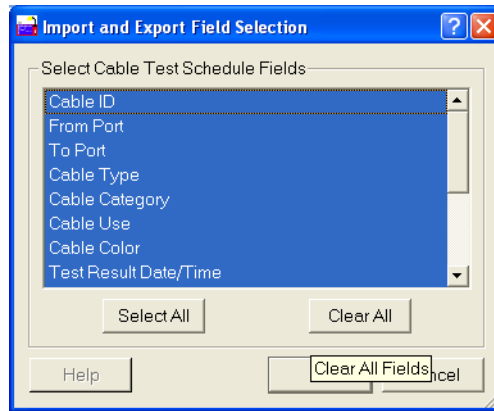 Import and Export Field Selection
Select Cable Test Schedule Fields
Cable ID
From Port
To Port
Cable Type
Cable Category
Cable Use
Cable Color
Test Result Date/Time
Select All Clear All
Help Clear All Fields ncel